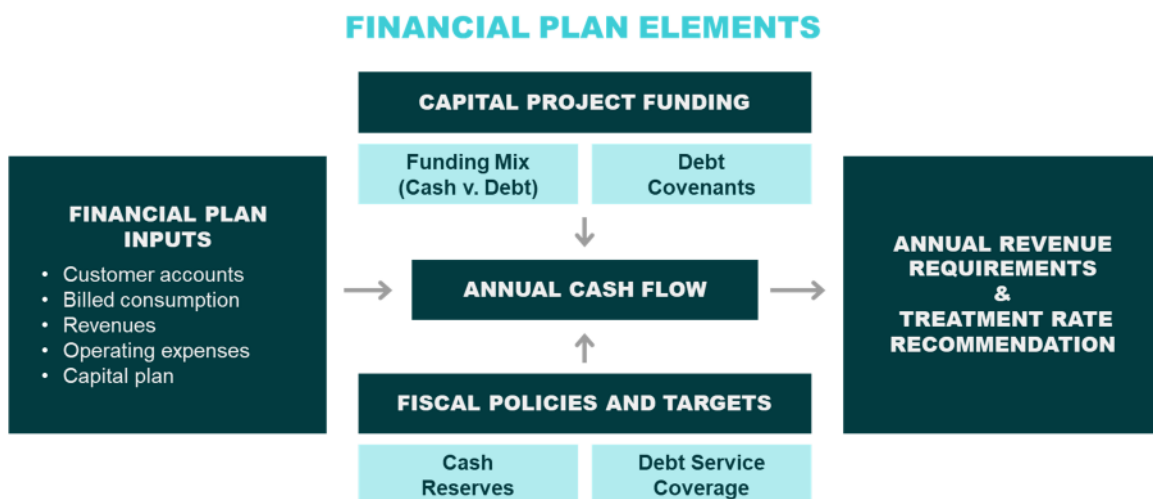 FINANCIAL PLAN ELEMENTS
CAPITAL PROJECT FUNDING
Funding Mix
(Cash v. Debt)
Debt
Covenants
FINANCIAL PLAN
INPUTS
• Customer accounts
• Billed consumption
• Revenues
• Operating expenses
• Capital plan
ANNUAL CASH FLOW
FISCAL POLICIES AND TARGETS
Cash
Reserves
Debt Service
Coverage
ANNUAL REVENUE
REQUIREMENTS
&
TREATMENT RATE
RECOMMENDATION